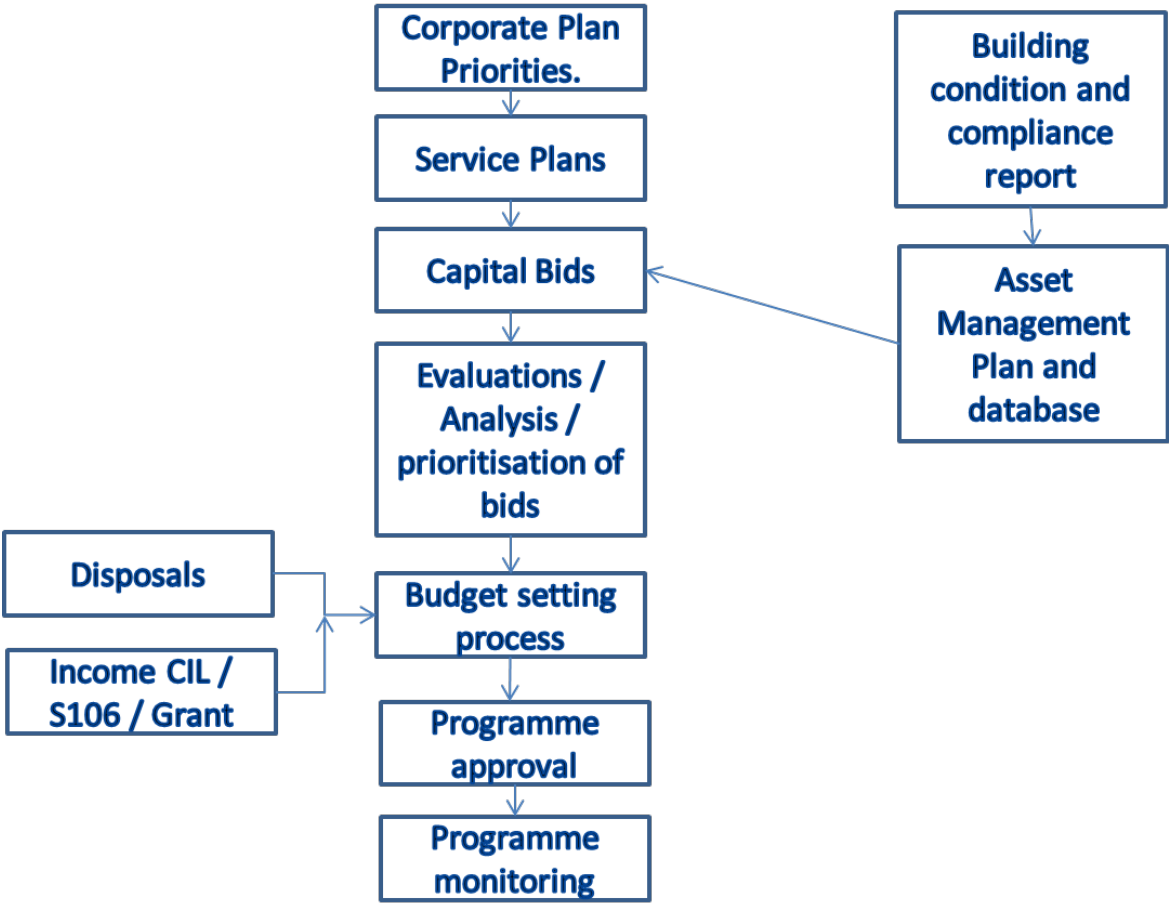 Corporate Plan
Priorities.
Service Plans
Capital Bids
Evaluations /
Analysis /
prioritisation of
bids
Budget setting
process
Programme
approval
Programme
monitoring
Building
condition and
compliance
report
Asset
Management
Plan and
database
Disposals
Income CIL /
S106 / Grant